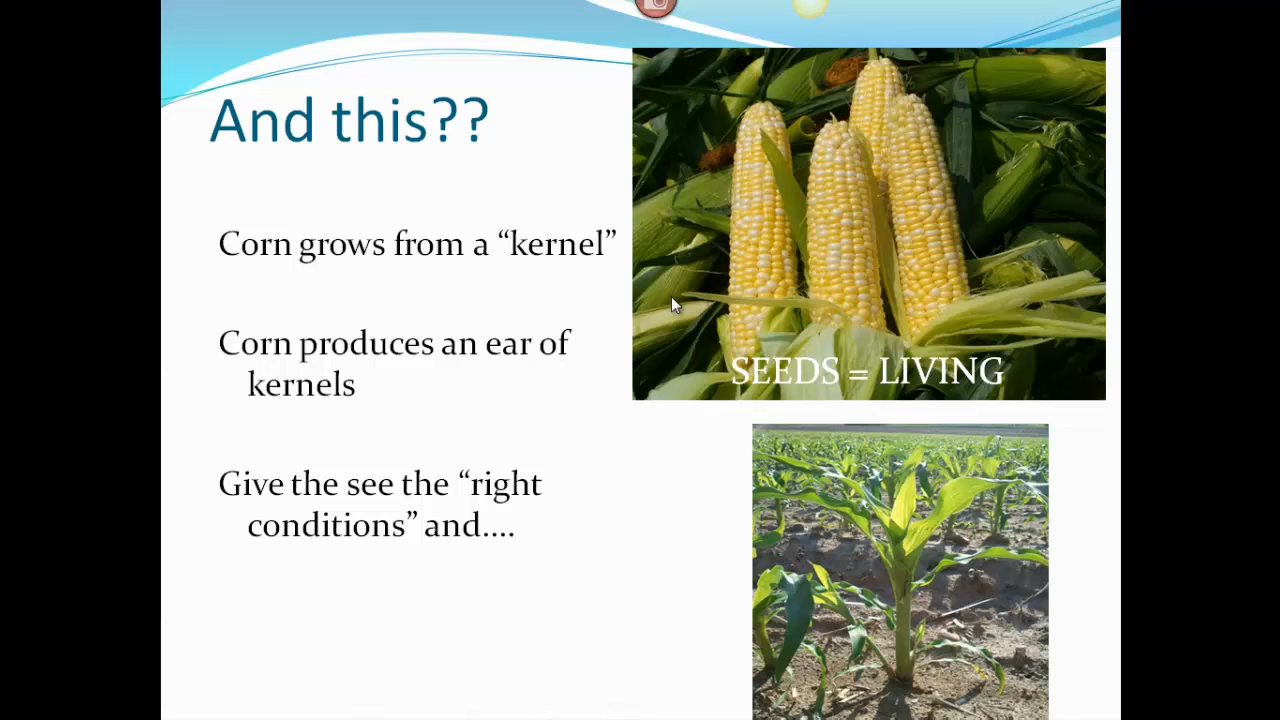 And this??
Corn grows from a “kernel”
Corn produces an ear of
kernels
Give the see the “right
conditions” and....
SEEDS = LIVING